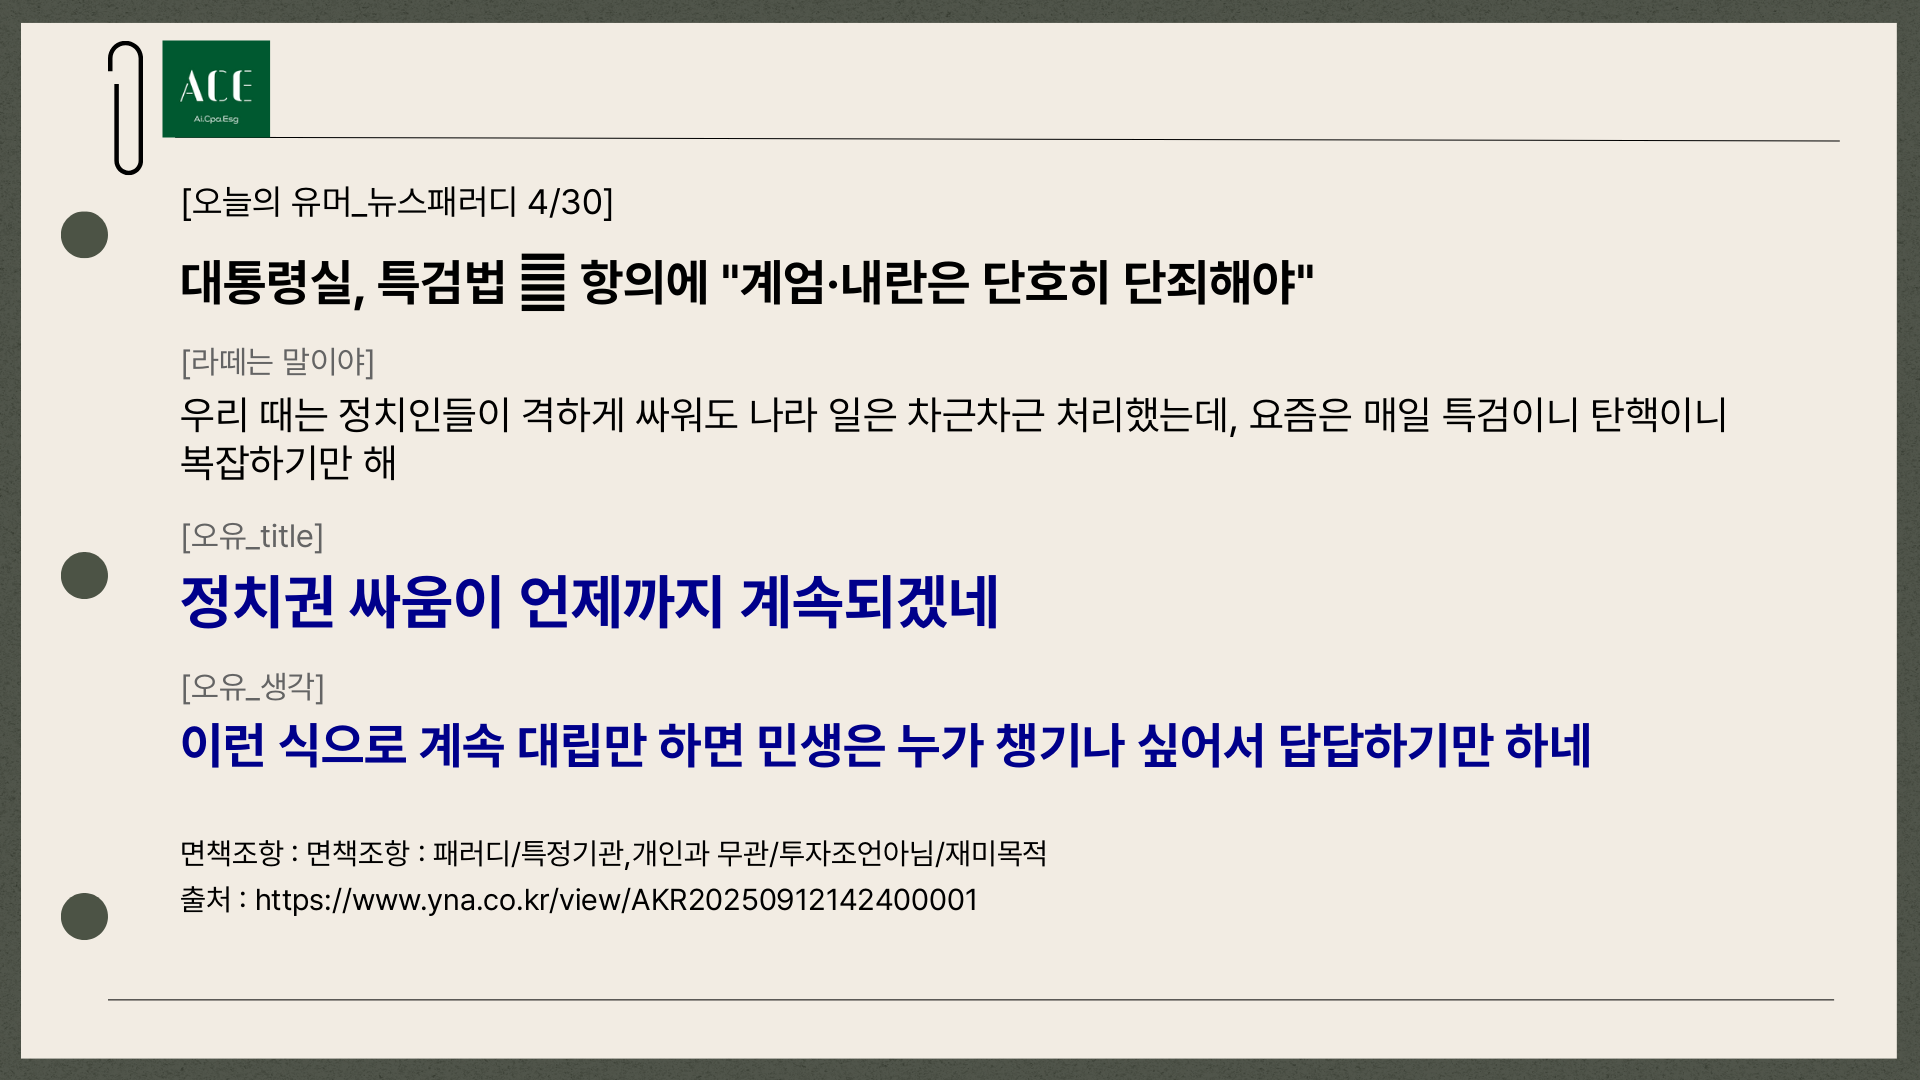 ACE
Ai.Cpa.Esg
[오늘의 유머_뉴스패러디 4/30]
대통령실, 특검법 항의에 "계엄·내란은 단호히 단죄해야"
[라떼는 말이야]
우리 때는 정치인들이 격하게 싸워도 나라 일은 차근차근 처리했는데, 요즘은 매일 특검이니 탄핵이니
복잡하기만 해
[오유_title]
정치권 싸움이 언제까지 계속되겠네
[오유_생각]
이런 식으로 계속 대립만 하면 민생은 누가 챙기나 싶어서 답답하기만 하네
면책조항 : 면책조항 : 패러디/특정기관,개인과 무관/투자조언아님/재미목적
출처 : https://www.yna.co.kr/view/AKR20250912142400001